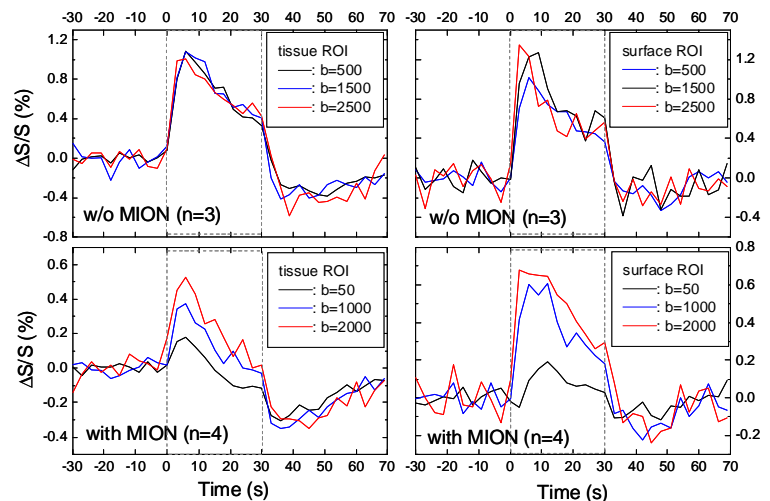 -30 -20 -10 0 10 20 30 40 50 60 70
-30 -20 -10 0 10 20 30 40 50 60 70
1.2
0.8
0.4
0.0
-0.4
-0.8
ΔS/S (%)
tissue ROI
—: b=500
—: b=1500
—: b=2500
w/o MION (n=3)
surface ROI
—: b=500
—: b=1500
—: b=2500
w/o MION (n=3)
1.2
0.8
0.4
0.0
-0.4
0.6
0.4
0.2
0.0
-0.2
-0.4
-0.6
ΔS/S (%)
tissue ROI
—: b=50
—: b=1000
—: b=2000
with MION (n=4)
surface ROI
—: b=50
—: b=1000
—: b=2000
with MION (n=4)
0.8
0.6
0.4
0.2
0.0
-0.2
-30 -20 -10 0 10 20 30 40 50 60 70
-30 -20 -10 0 10 20 30 40 50 60 70
Time (s)
Time (s)